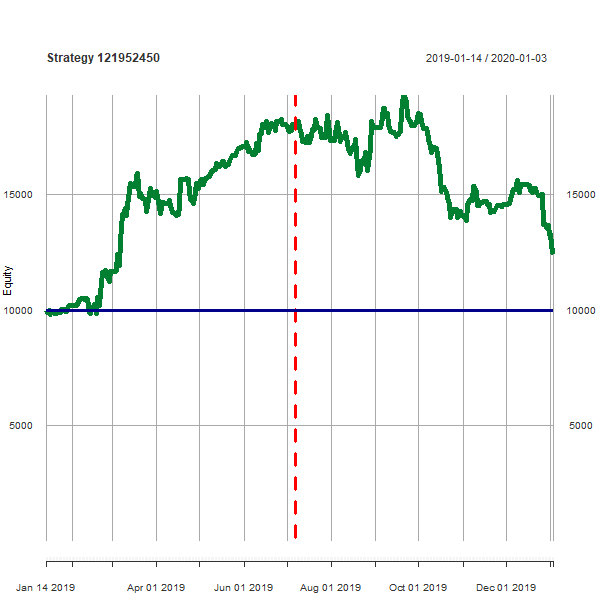 Strategy 121952450
2019-01-14 / 2020-01-03
15000
15000
10000
10000
5000
5000
Equity
Jan 14 2019
Apr 01 2019
Jun 01 2019
Aug 01 2019
Oct 01 2019
Dec 01 2019